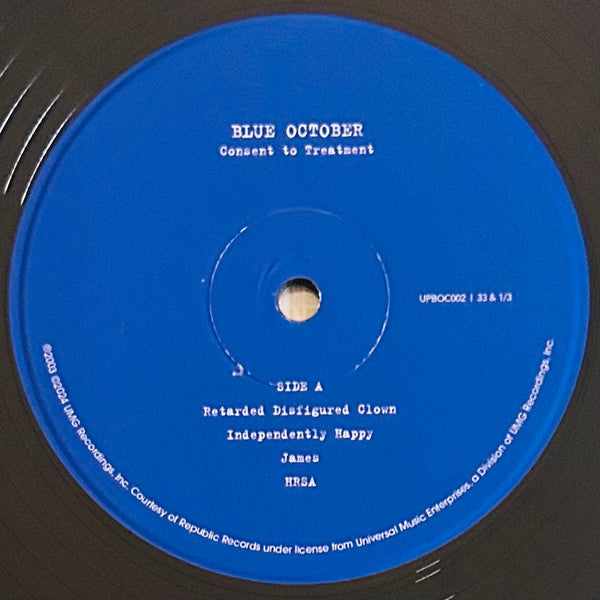 BLUE OCTOBER
Consent to Treatment
UPBOC002 | 33 & 1/3
SIDE A
Retarded Disfigured Clown
Independently Happy
James
HRSA
℗2003 ©2024 UMG Recordings, Inc. Courtesy of Republic Records under license from Universal Music Enterprises, a Division of UMG Recordings, Inc.